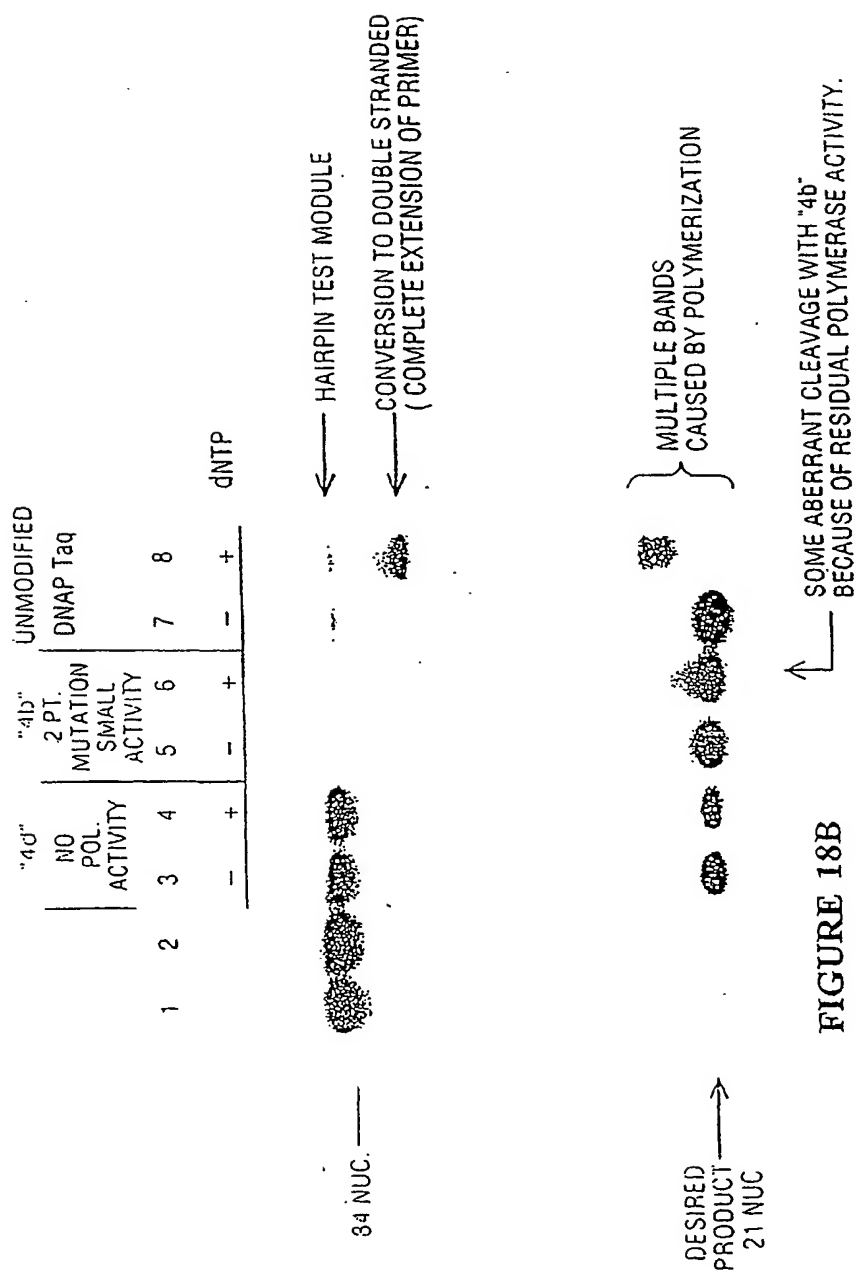 "4d"
NO
POL.
ACTIVITY
"4b"
2 PT.
MUTATION
SMALL
ACTIVITY
UNMODIFIED
DNAP Taq
1 2 3 4 5 6 7 8
− + − + − + dNTP
34 NUC.
HAIRPIN TEST MODULE
CONVERSION TO DOUBLE STRANDED
( COMPLETE EXTENSION OF PRIMER)
MULTIPLE BANDS
CAUSED BY POLYMERIZATION
DESIRED
PRODUCT
21 NUC
SOME ABERRANT CLEAVAGE WITH "4b"
BECAUSE OF RESIDUAL POLYMERASE ACTIVITY.
FIGURE 18B